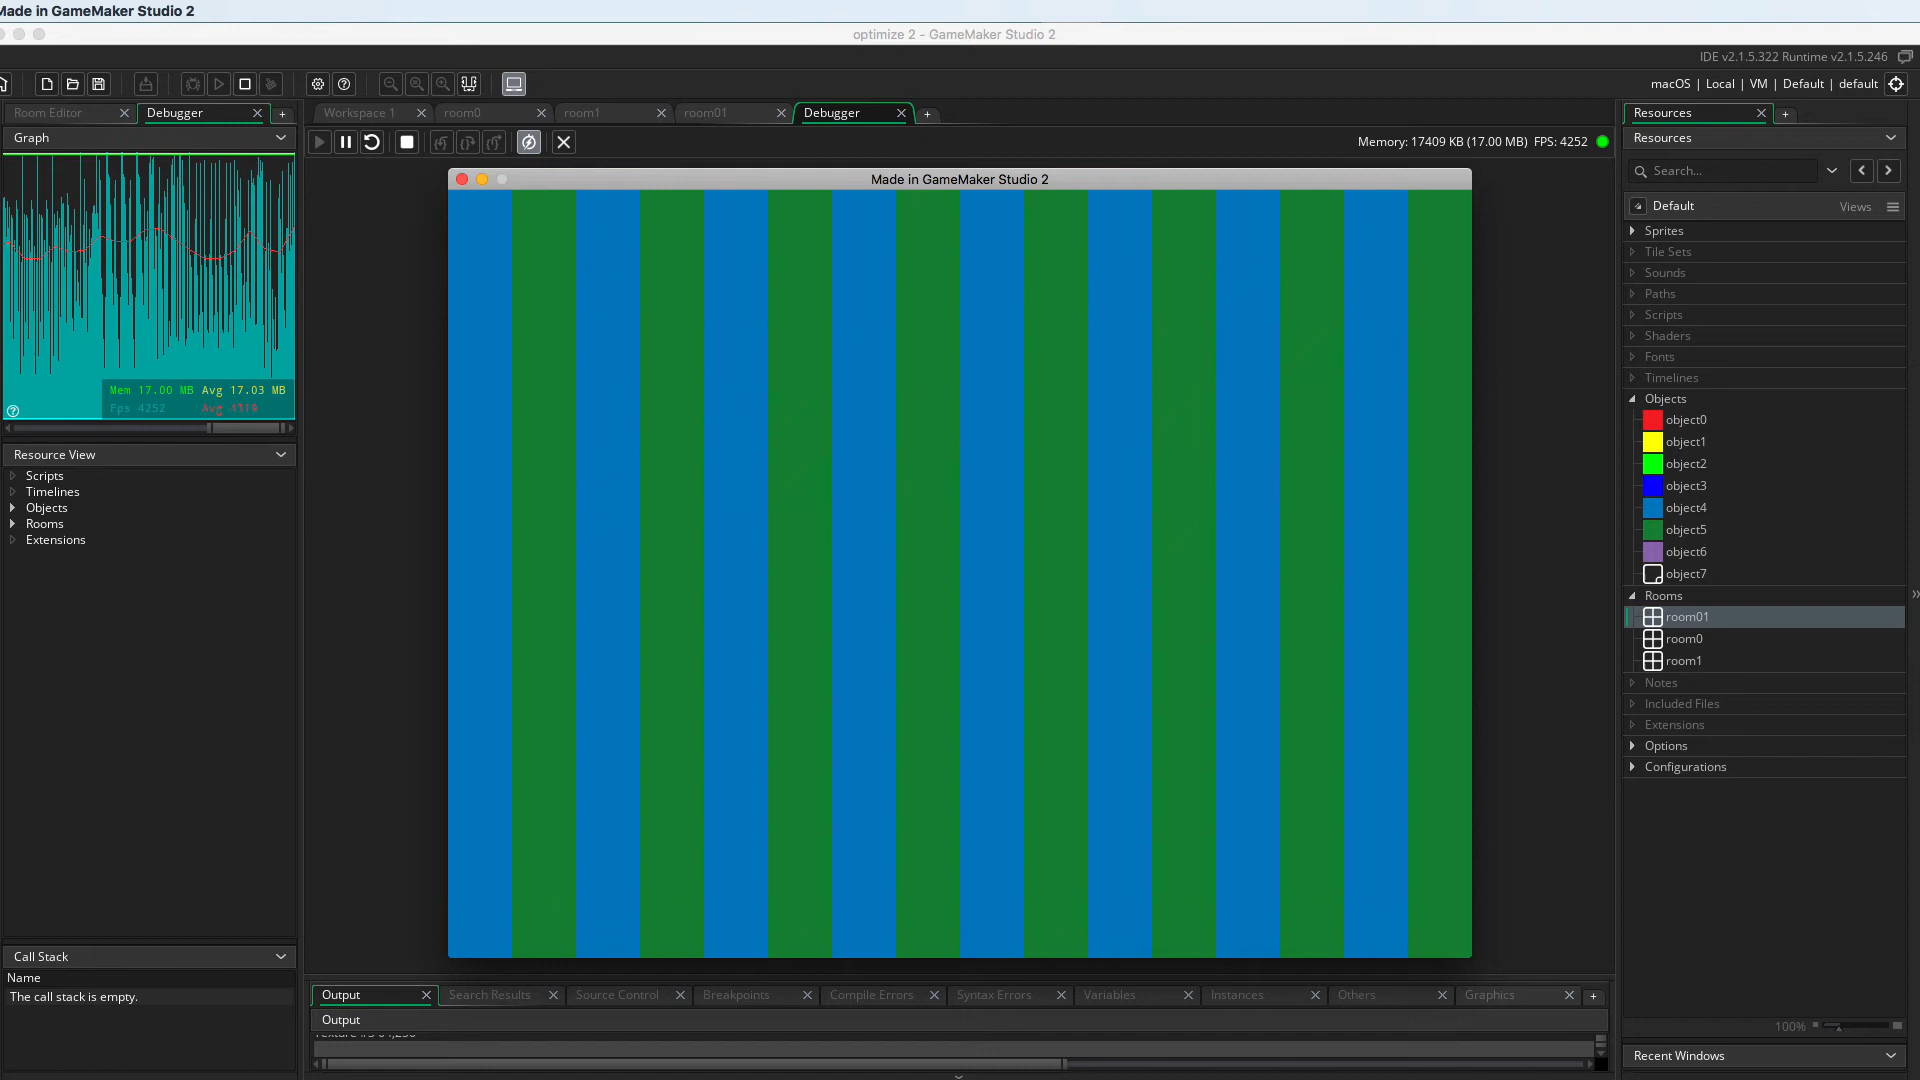 Made in GameMaker Studio 2
optimize 2 - GameMaker Studio 2
IDE v2.1.5.322 Runtime v2.1.5.246
macOS | Local | VM | Default | default
Room Editor
Debugger
Workspace 1
room0
room1
room01
Debugger
Resources
Graph
Memory: 17409 KB (17.00 MB) FPS: 4252
Resources
Made in GameMaker Studio 2
Search...
Default
Views
Sprites
Tile Sets
Sounds
Paths
Scripts
Shaders
Fonts
Timelines
Objects
object0
object1
object2
object3
object4
object5
object6
object7
Rooms
room01
room0
room1
Notes
Included Files
Extensions
Options
Configurations
Mem 17.00 MB Avg 17.03 MB
Fps 4252 Avg
Resource View
Scripts
Timelines
Objects
Rooms
Extensions
Call Stack
Name
The call stack is empty.
Output
Search Results
Source Control
Breakpoints
Compile Errors
Syntax Errors
Variables
Instances
Others
Graphics
Output
100%
Recent Windows